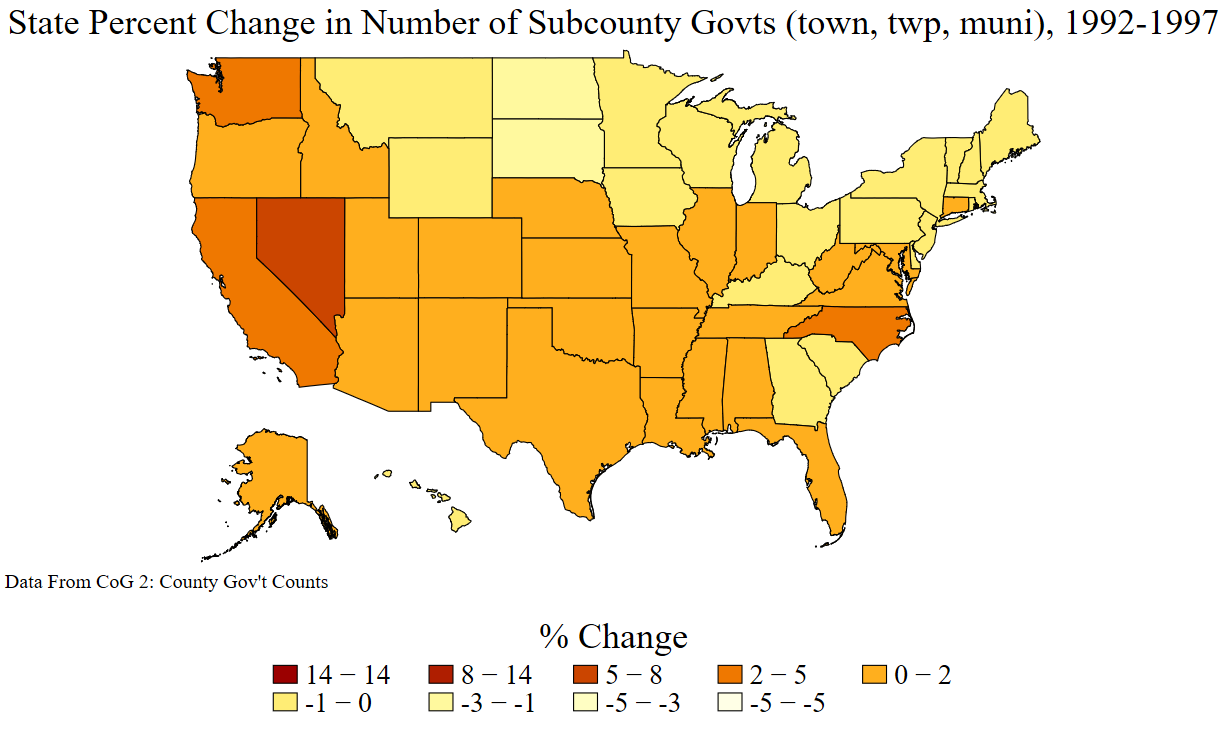 State Percent Change in Number of Subcounty Govts (town, twp, muni), 1992-1997
Data From CoG 2: County Gov't Counts
% Change
14 − 14 8 − 14 5 − 8 2 − 5 0 − 2
-1 − 0 -3 − -1 -5 − -3 -5 − -5